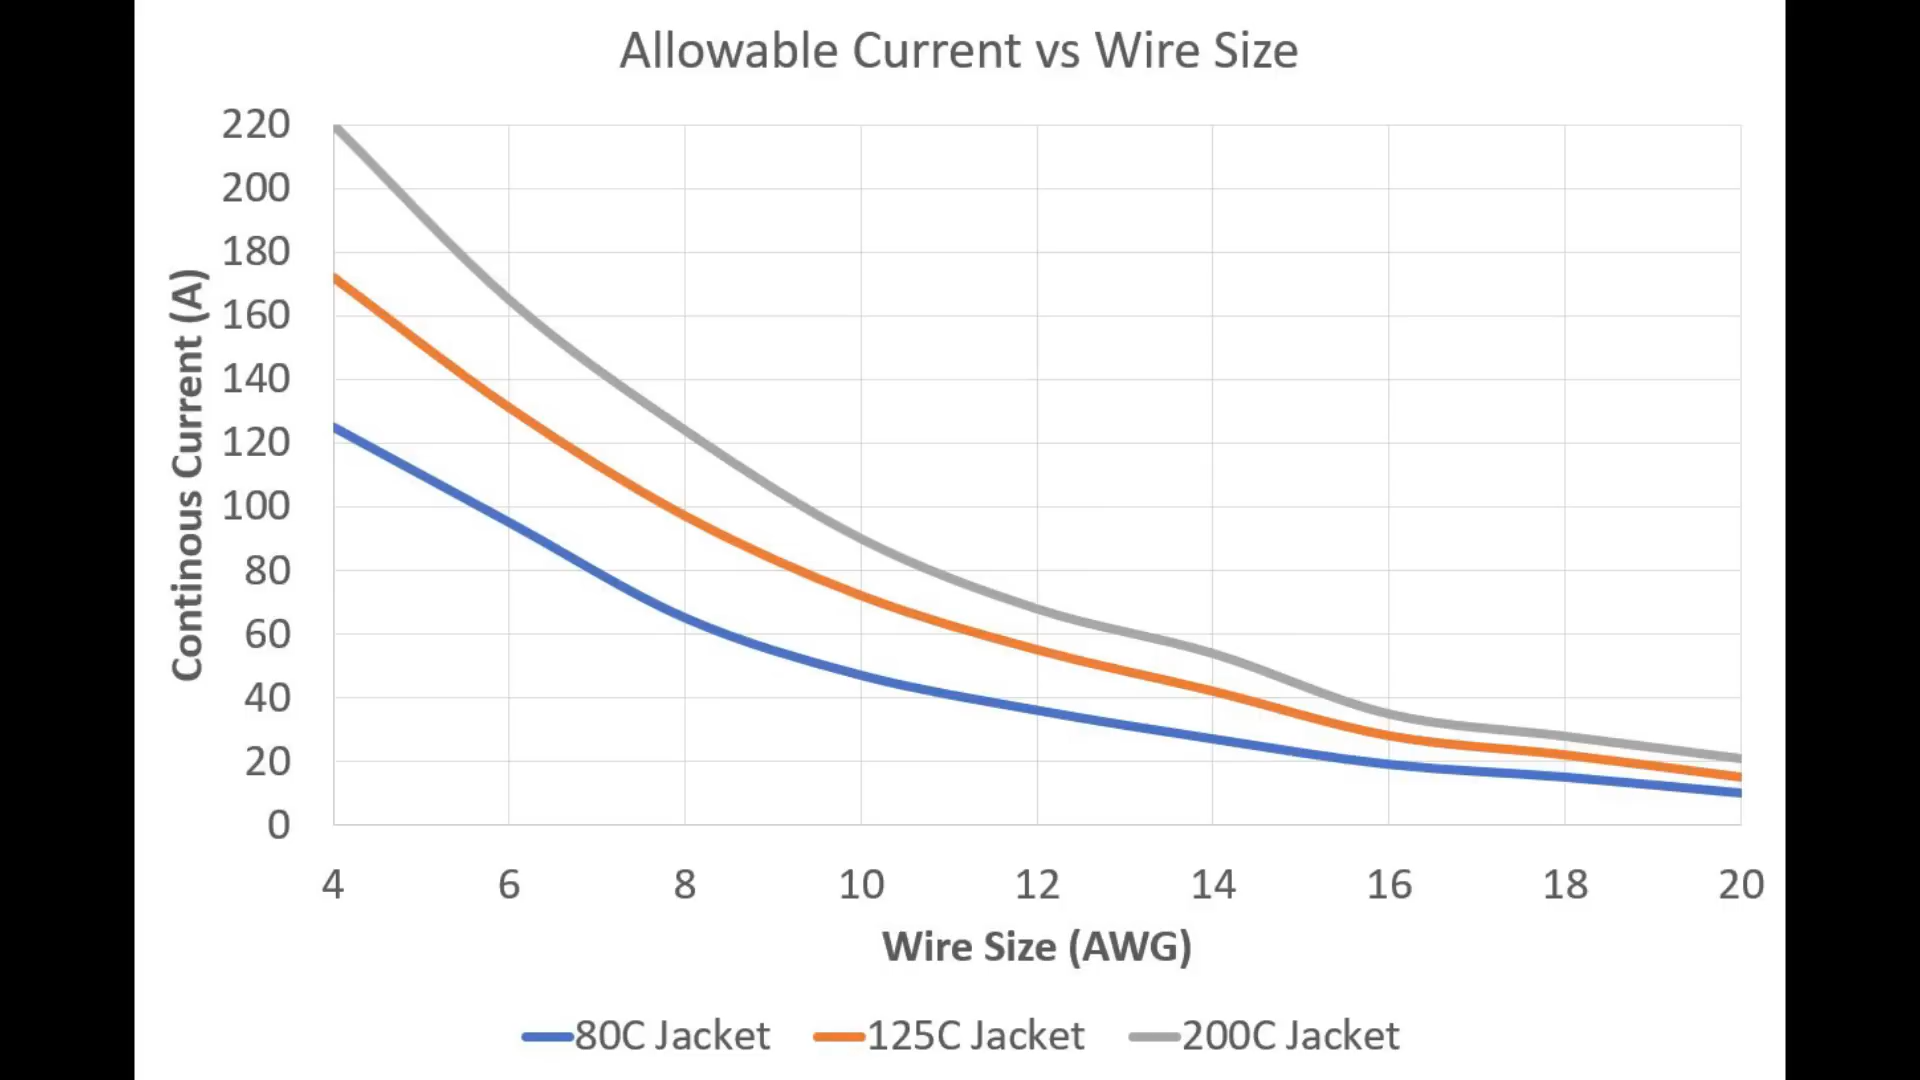 Allowable Current vs Wire Size
Continous Current (A)
220
200
180
160
140
120
100
80
60
40
20
0
4 6 8 10 12 14 16 18 20
Wire Size (AWG)
80C Jacket 125C Jacket 200C Jacket